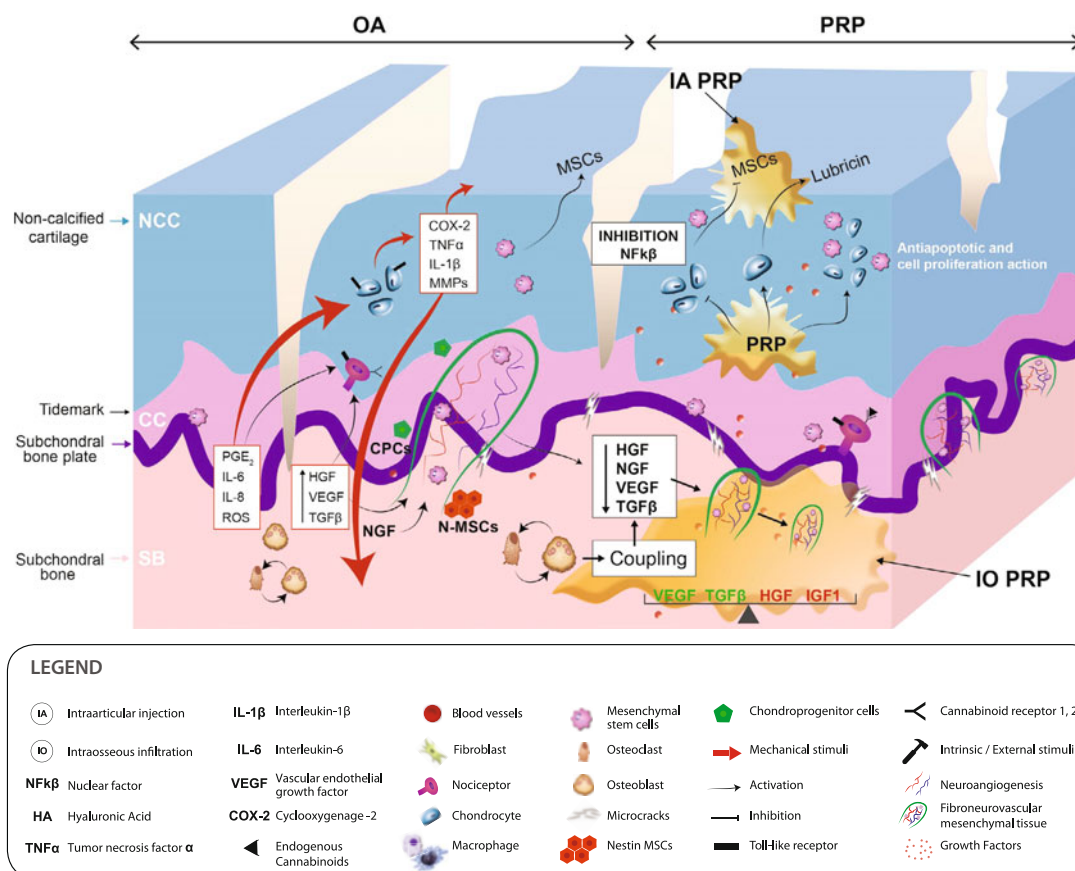 OA
PRP
IA PRP
MSCs
MSCs
Lubricin
Non-calcified
cartilage
NCC
COX-2
TNFα
IL-1β
MMPs
INHIBITION
NFkβ
Antiapoptotic and
cell proliferation action
PRP
Tidemark
CC
Subchondral
bone plate
PGE₂
IL-6
IL-8
ROS
HGF
VEGF
TGFβ
CPCs
NGF
N-MSCs
HGF
NGF
VEGF
TGFβ
Coupling
Subchondral
bone
SB
IO PRP
VEGF TGFβ HGF IGF1
LEGEND
IA Intraarticular injection
IO Intraosseous infiltration
NFkβ Nuclear factor
HA Hyaluronic Acid
TNFα Tumor necrosis factor α
IL-1β Interleukin-1β
IL-6 Interleukin-6
VEGF Vascular endothelial
growth factor
COX-2 Cyclooxygenage-2
Endogenous
Cannabinoids
Blood vessels
Fibroblast
Nociceptor
Chondrocyte
Macrophage
Mesenchymal
stem cells
Osteoclast
Osteoblast
Microcracks
Nestin MSCs
Chondroprogenitor cells
Mechanical stimuli
Activation
Inhibition
Toll-like receptor
Cannabinoid receptor 1, 2
Intrinsic / External stimuli
Neuroangiogenesis
Fibroneurovascular
mesenchymal tissue
Growth Factors